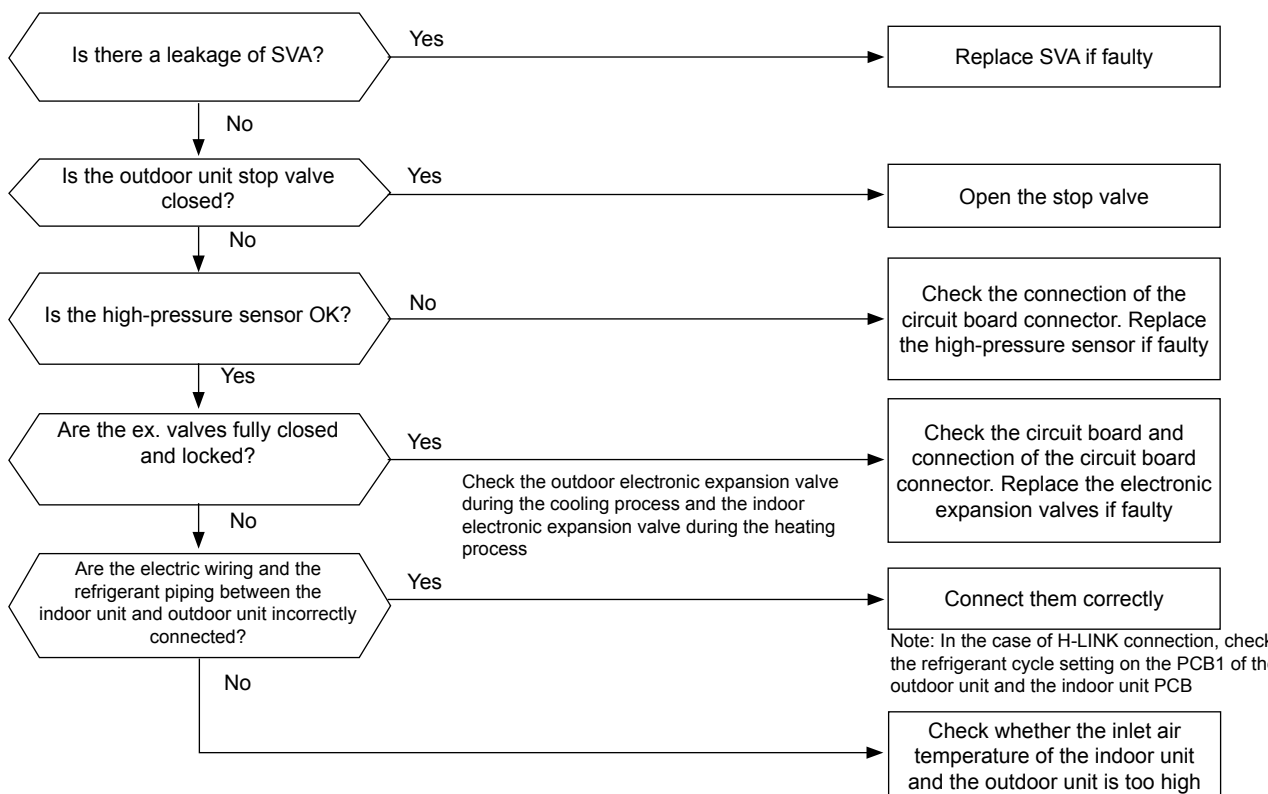 Is there a leakage of SVA?
Yes
Replace SVA if faulty
No
Is the outdoor unit stop valve
closed?
Yes
Open the stop valve
No
Is the high-pressure sensor OK?
No
Check the connection of the
circuit board connector. Replace
the high-pressure sensor if faulty
Yes
Are the ex. valves fully closed
and locked?
Yes
Check the outdoor electronic expansion valve
during the cooling process and the indoor
electronic expansion valve during the heating
process
Check the circuit board and
connection of the circuit board
connector. Replace the electronic
expansion valves if faulty
No
Are the electric wiring and the
refrigerant piping between the
indoor unit and outdoor unit incorrectly
connected?
Yes
Connect them correctly
Note: In the case of H-LINK connection, check
the refrigerant cycle setting on the PCB1 of the
outdoor unit and the indoor unit PCB
No
Check whether the inlet air
temperature of the indoor unit
and the outdoor unit is too high